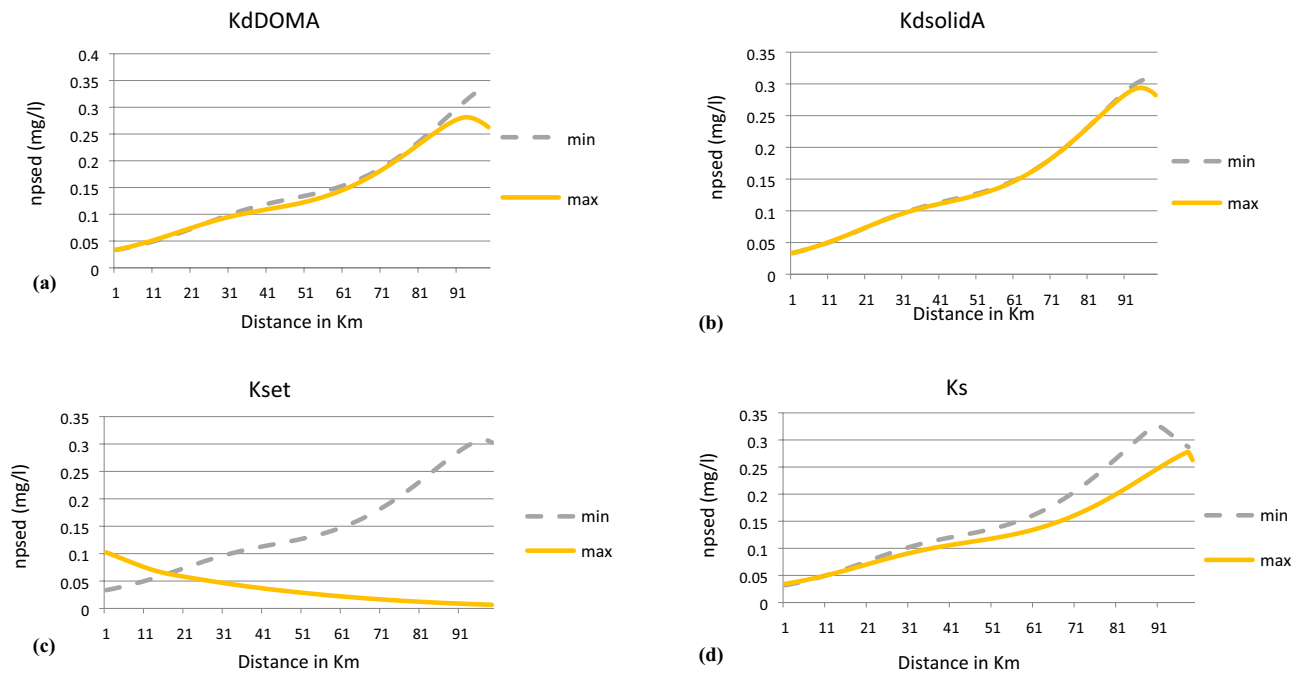 KdDOMA
npsed (mg/l)
0.4
0.35
0.3
0.25
0.2
0.15
0.1
0.05
0
1 11 21 31 41 51 61 71 81 91
Distance in Km
min
max
(a)
KdsolidA
npsed (mg/l)
0.35
0.3
0.25
0.2
0.15
0.1
0.05
0
1 11 21 31 41 51 61 71 81 91
Distance in Km
min
max
(b)
Kset
npsed (mg/l)
0.35
0.3
0.25
0.2
0.15
0.1
0.05
0
1 11 21 31 41 51 61 71 81 91
Distance in Km
min
max
(c)
Ks
npsed (mg/l)
0.35
0.3
0.25
0.2
0.15
0.1
0.05
0
1 11 21 31 41 51 61 71 81 91
Distance in Km
min
max
(d)